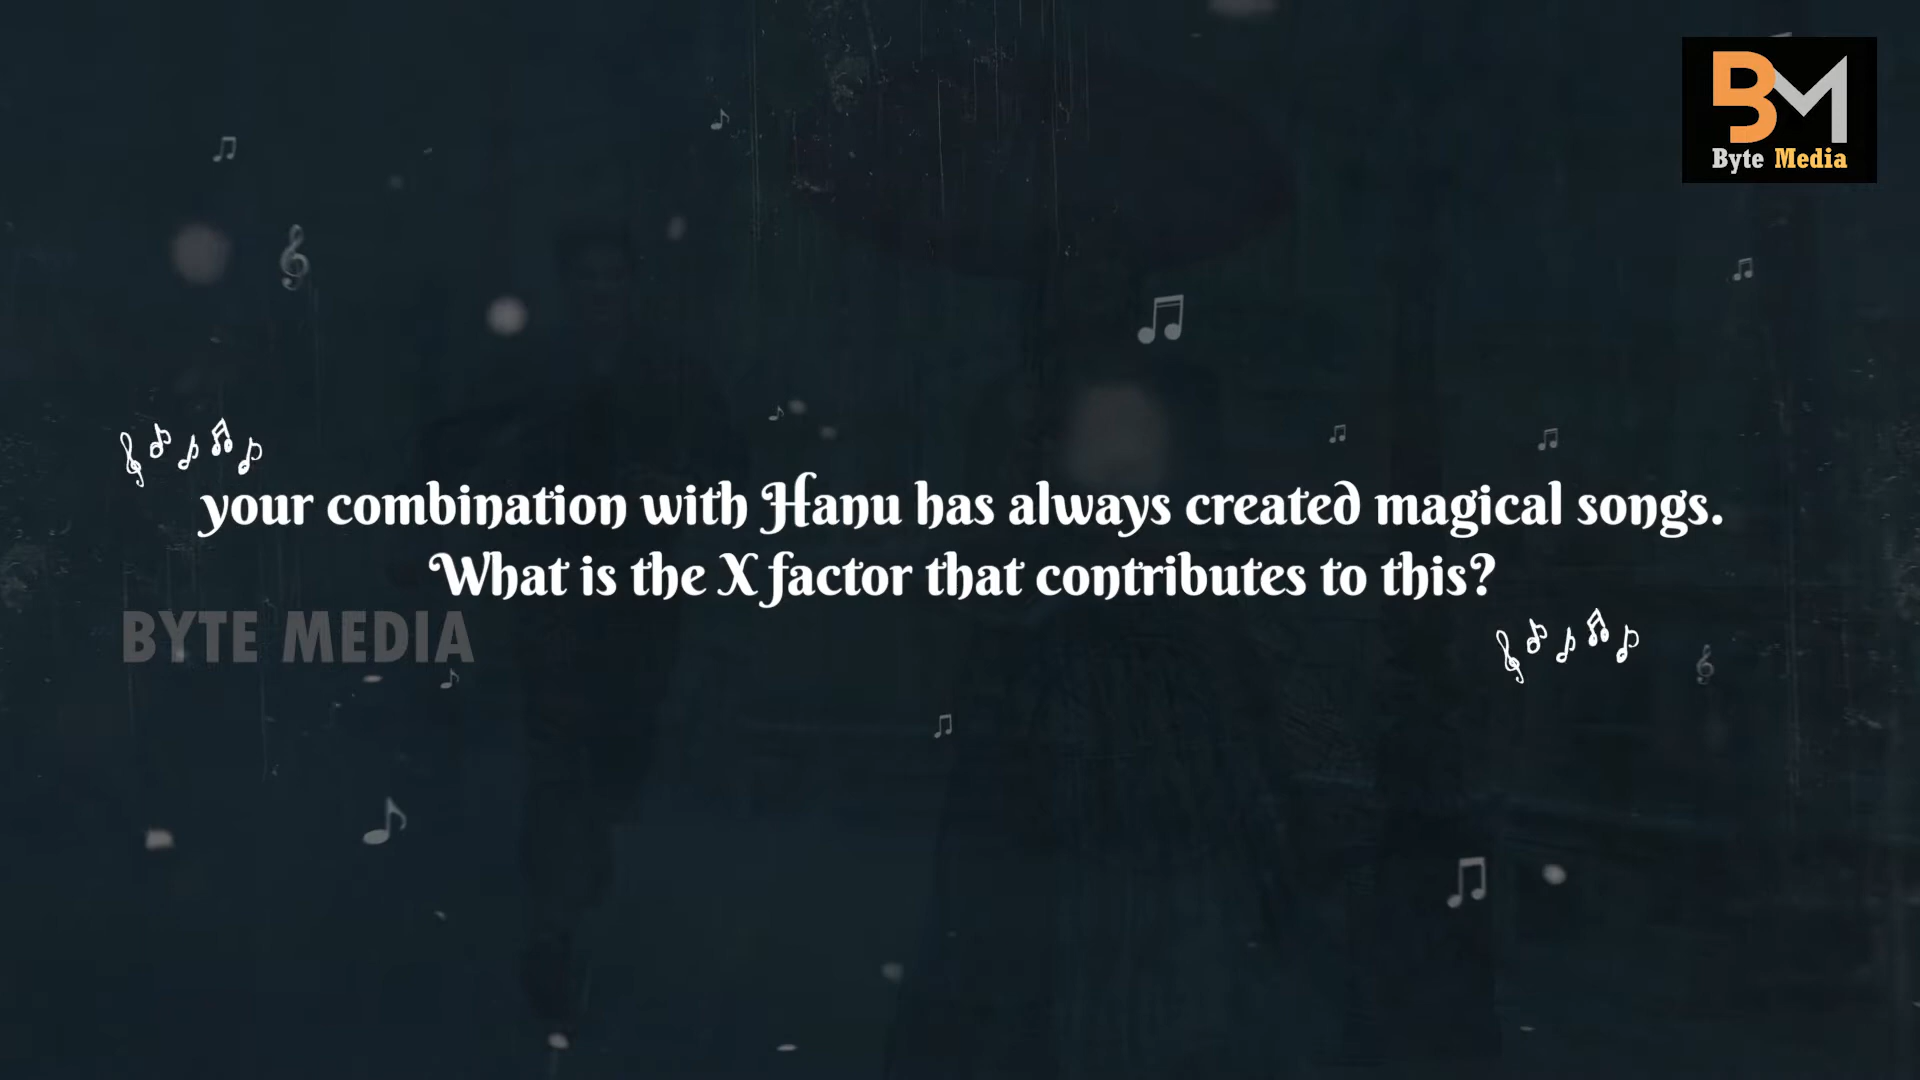 BM
Byte Media
your combination with Hanu has always created magical songs.
What is the X factor that contributes to this?
BYTE MEDIA